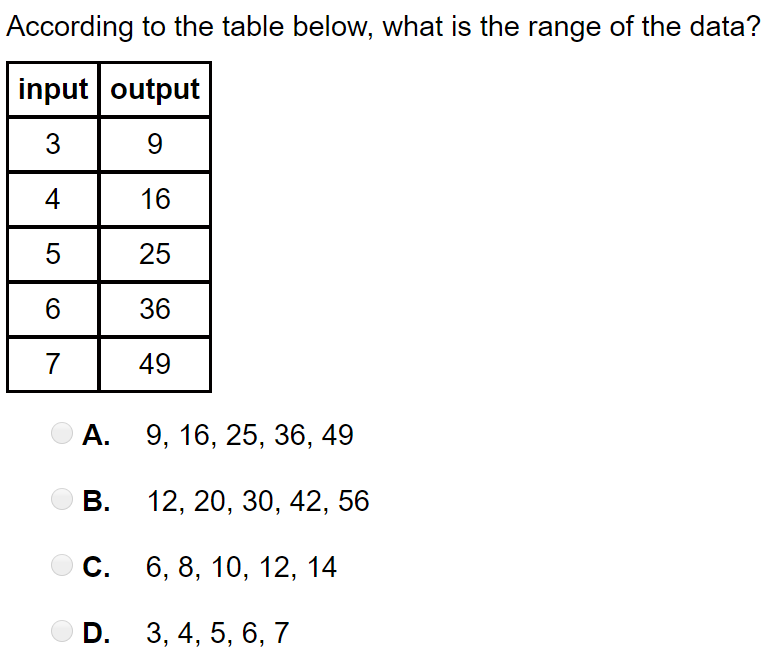 According to the table below, what is the range of the data?
input output
3 9
4 16
5 25
6 36
7 49
A. 9, 16, 25, 36, 49
B. 12, 20, 30, 42, 56
C. 6, 8, 10, 12, 14
D. 3, 4, 5, 6, 7